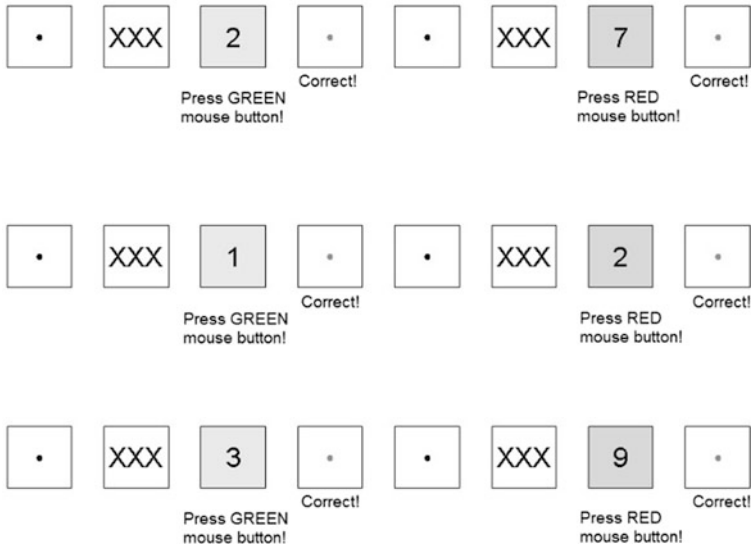 XXX 2 XXX 7
Correct! Correct!
Press GREEN Press RED
mouse button! mouse button!
XXX 1 XXX 2
Correct! Correct!
Press GREEN Press RED
mouse button! mouse button!
XXX 3 XXX 9
Correct! Correct!
Press GREEN Press RED
mouse button! mouse button!